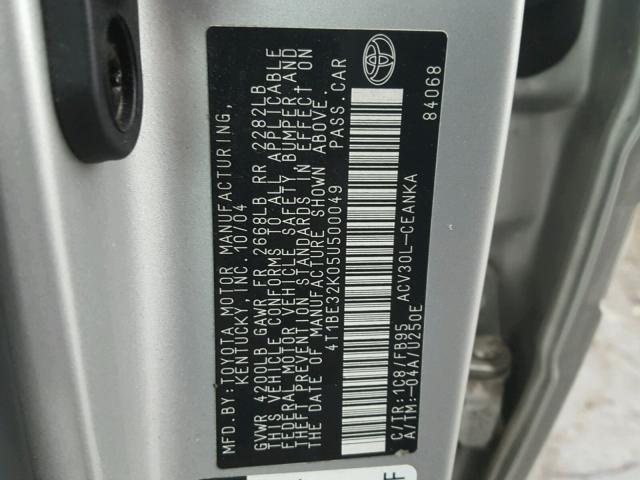 MFD.BY:TOYOTA MOTOR MANUFACTURING,
KENTUCKY, INC. 10/04
GVWR 4200LB GAWR FR 2668LB RR 2282LB
THIS VEHICLE CONFORMS TO ALL APPLICABLE
FEDERAL MOTOR VEHICLE SAFETY, BUMPER,AND
THEFT PREVENTION STANDARDS IN EFFECT ON
THE DATE OF MANUFACTURE SHOWN ABOVE.
4T1BE32K05U500049 PASS.CAR
C/TR:1C8/FB95 ACV30L-CEANKA
A/TM:-04A/U250E 84068
F